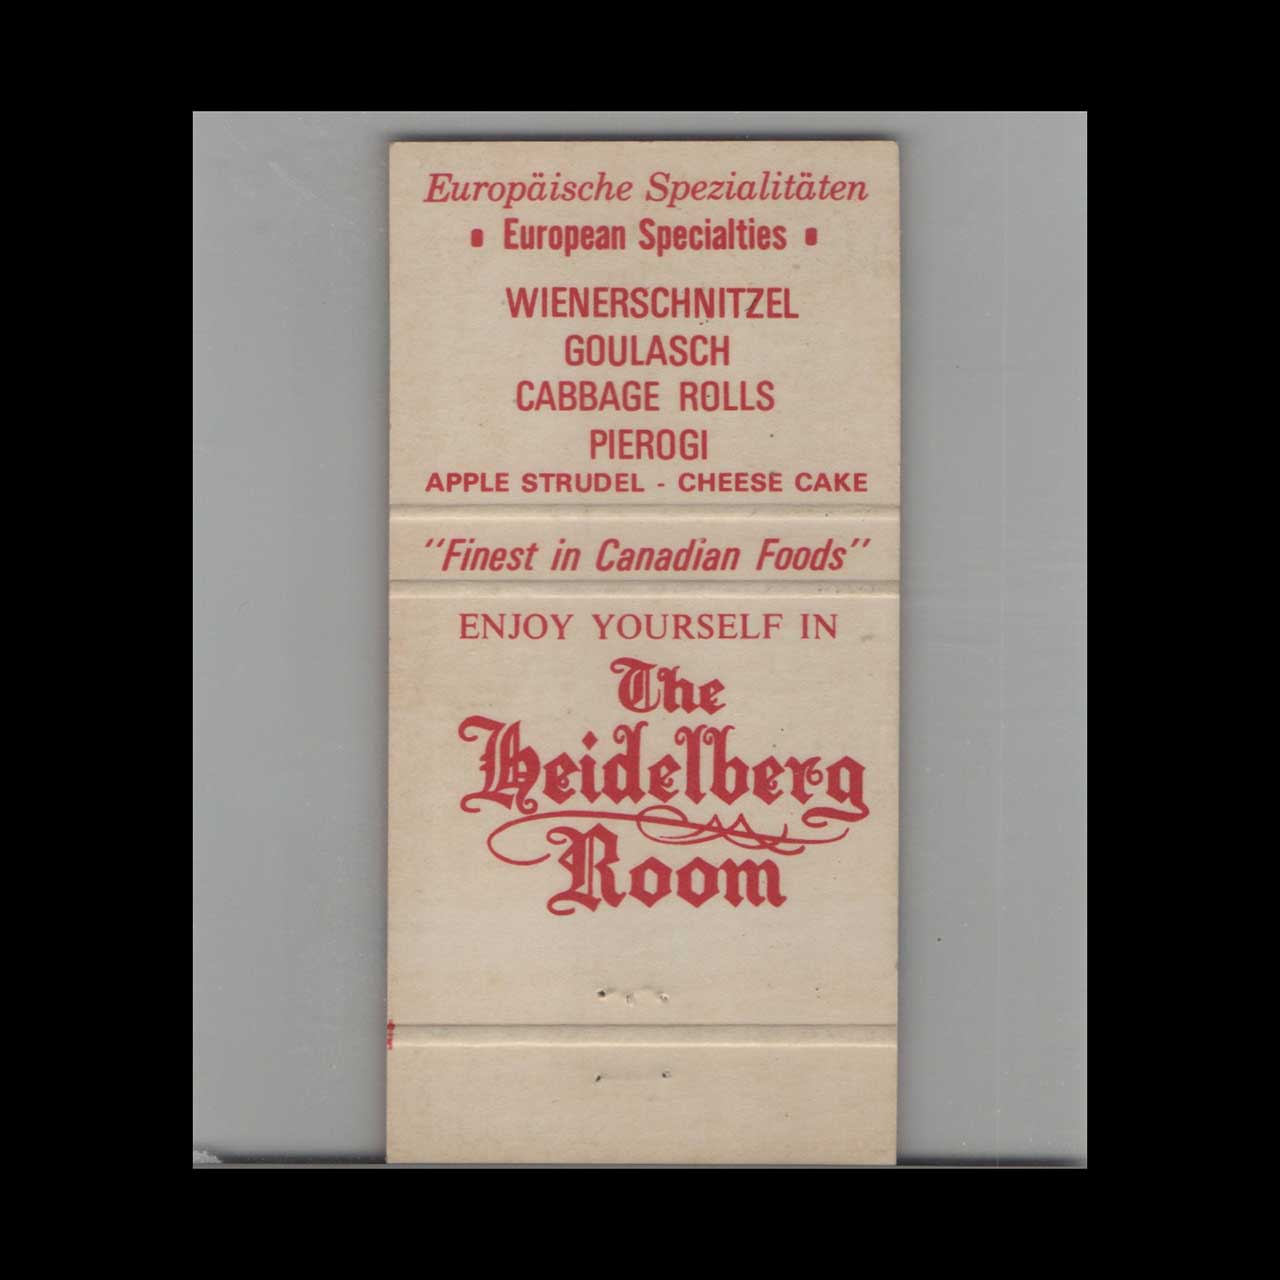 Europäische Spezialitäten
• European Specialties •
WIENERSCHNITZEL
GOULASCH
CABBAGE ROLLS
PIEROGI
APPLE STRUDEL - CHEESE CAKE
"Finest in Canadian Foods"
ENJOY YOURSELF IN
The
Heidelberg
Room